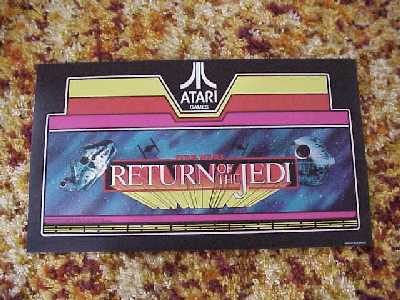 ATARI
GAMES
STAR WARS
RETURN OF THE JEDI